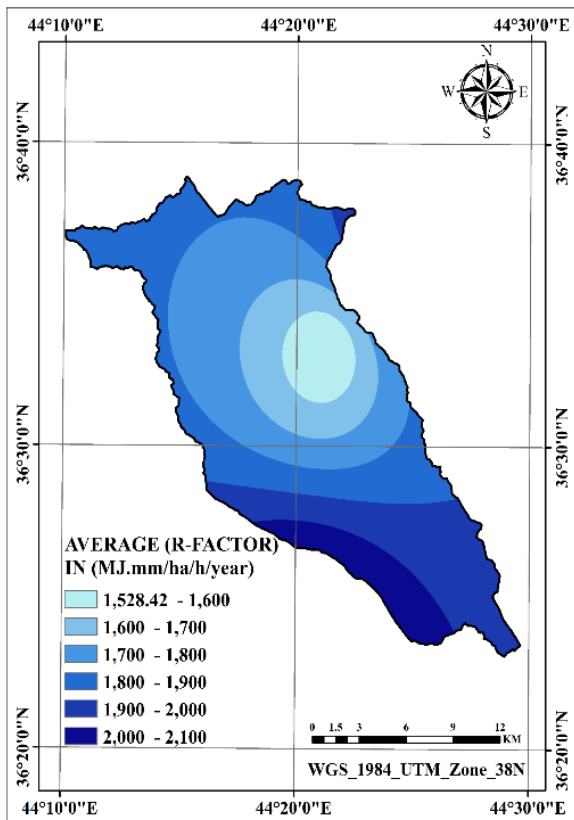 44°10'0"E 44°20'0"E 44°30'0"E
N
W E
S
36°40'0"N 36°40'0"N
36°30'0"N 36°30'0"N
AVERAGE (R-FACTOR)
IN (MJ.mm/ha/h/year)
1,528.42 - 1,600
1,600 - 1,700
1,700 - 1,800
1,800 - 1,900
1,900 - 2,000
2,000 - 2,100
0 1.5 3 6 9 12
KM
WGS_1984_UTM_Zone_38N
36°20'0"N 36°20'0"N
44°10'0"E 44°20'0"E 44°30'0"E